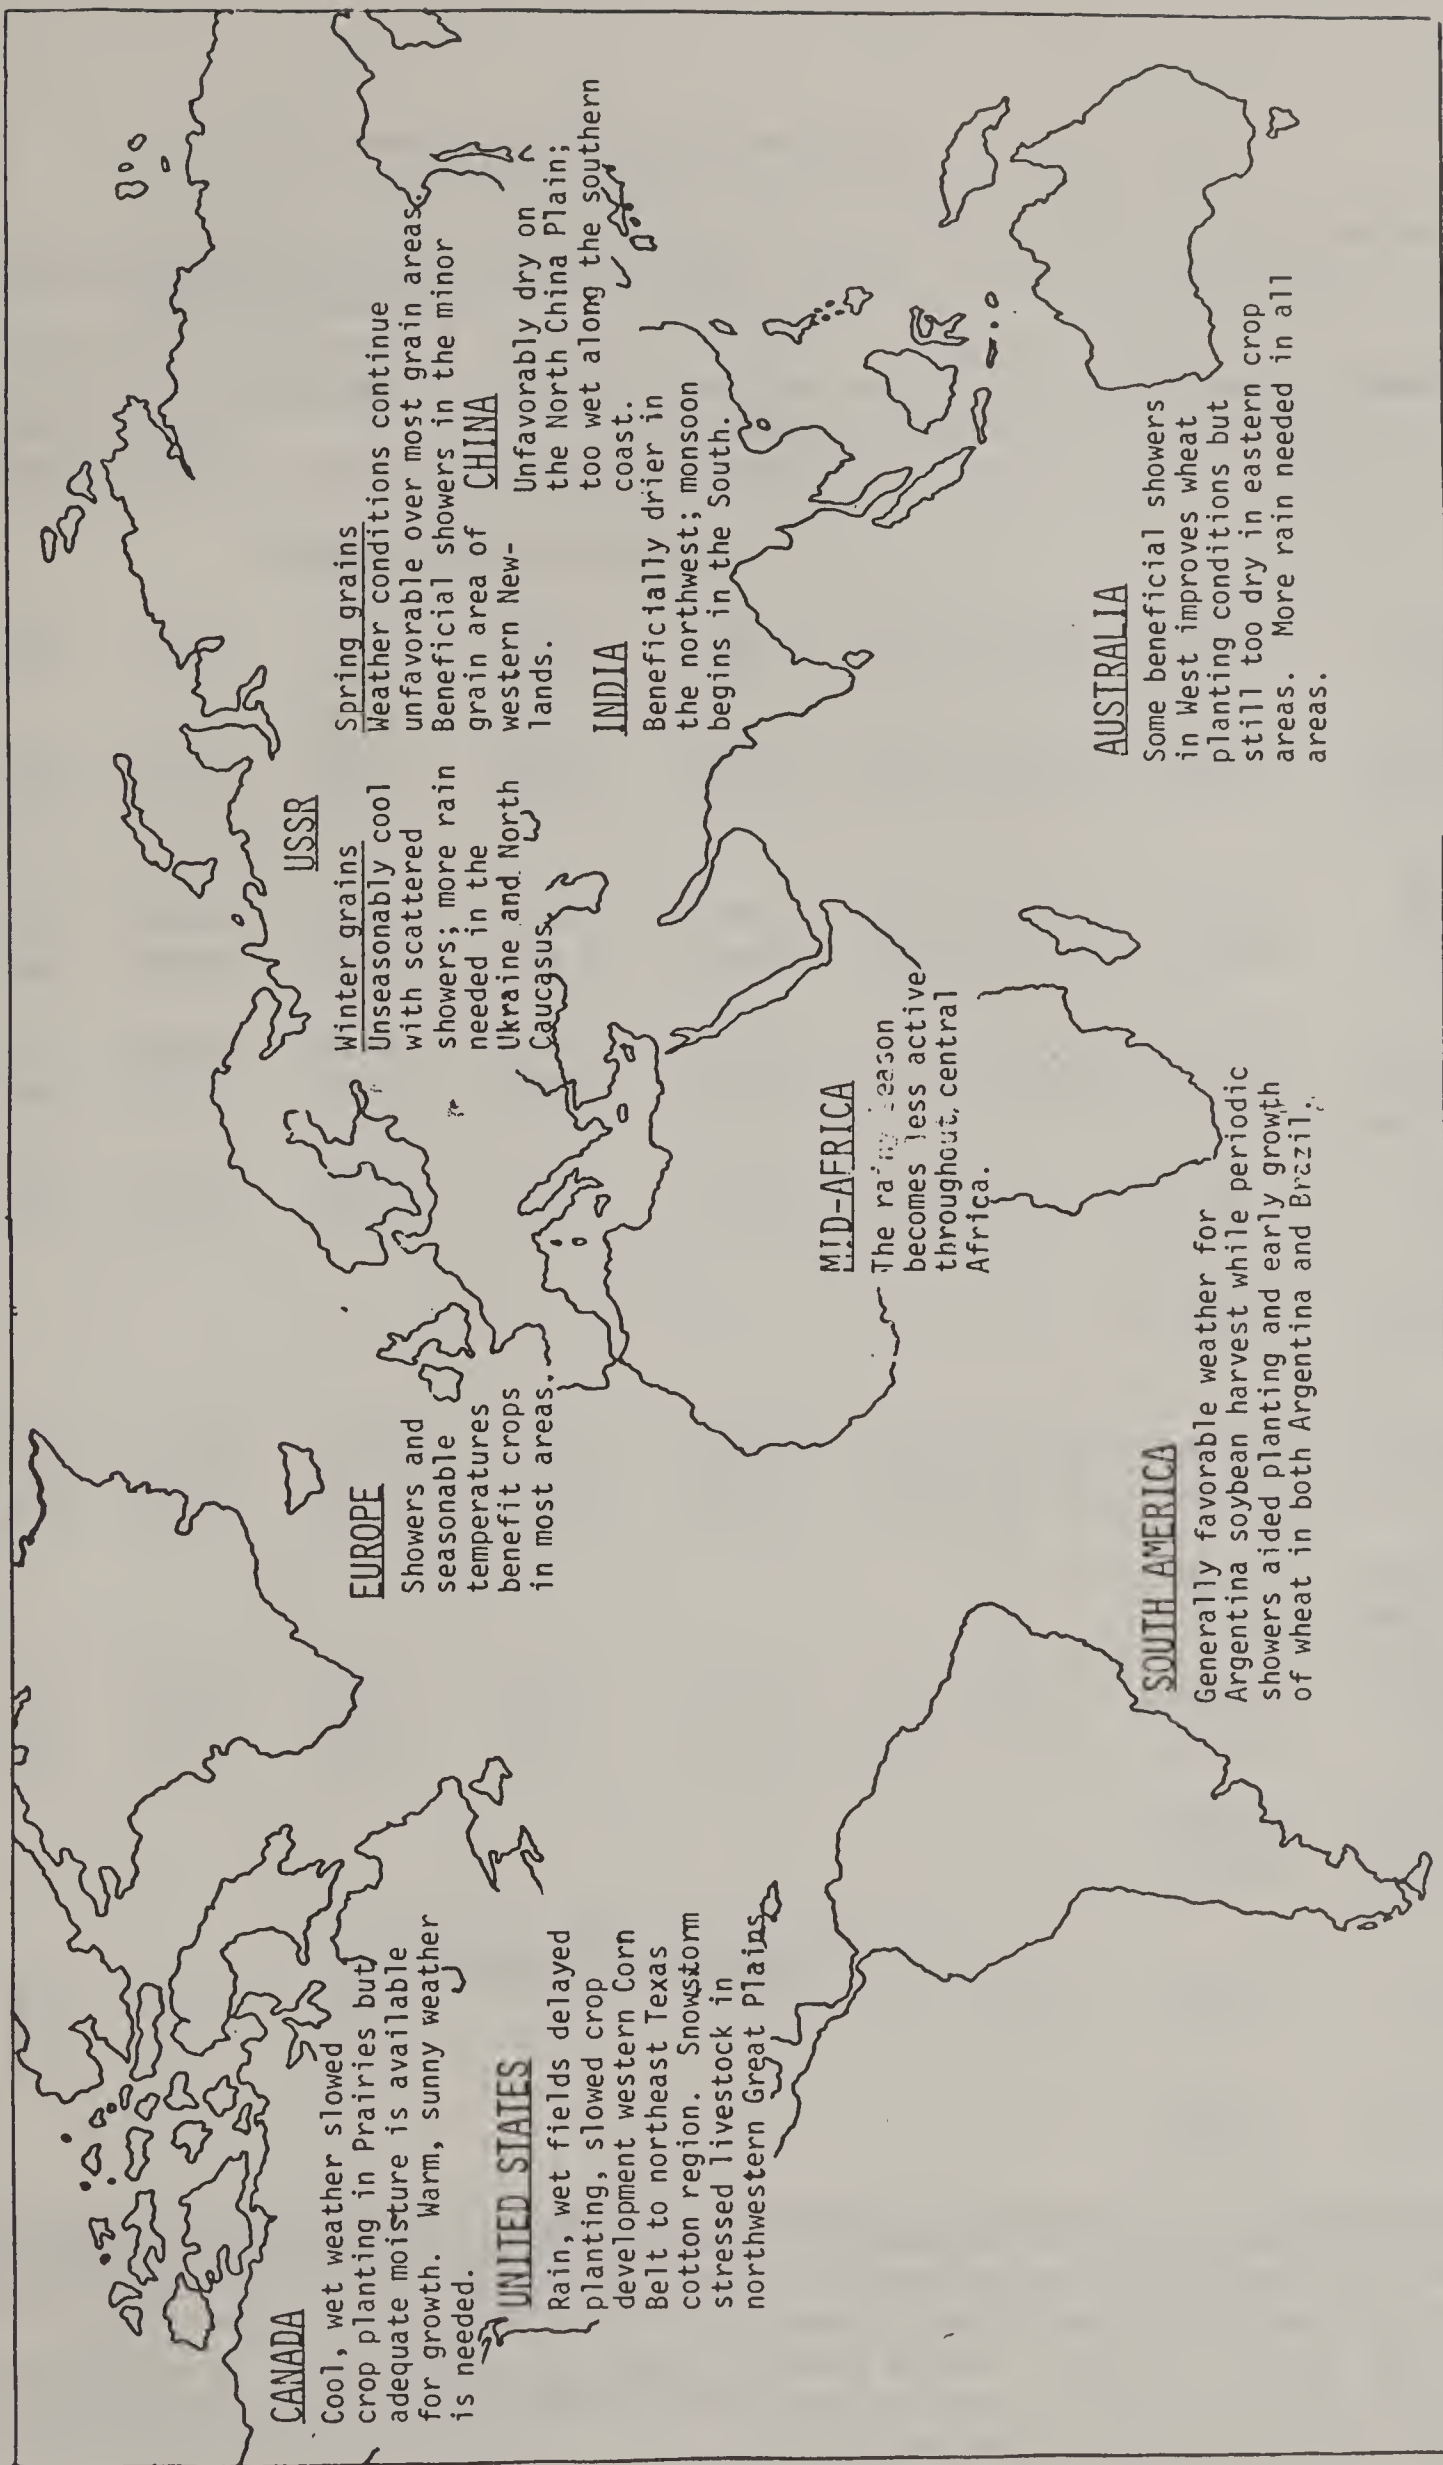 CANADA
Cool, wet weather slowed
crop planting in Prairies but
adequate moisture is available
for growth. Warm, sunny weather
is needed.
UNITED STATES
Rain, wet fields delayed
planting, slowed crop
development western Corn
Belt to northeast Texas
cotton region. Snowstorm
stressed livestock in
northwestern Great Plains.
EUROPE
Showers and
seasonable
temperatures
benefit crops
in most areas.
SOUTH AMERICA
Generally favorable weather for
Argentina soybean harvest while periodic
showers aided planting and early growth
of wheat in both Argentina and Brazil.
MID-AFRICA
The rainy season
becomes less active
throughout central
Africa.
USSR
Winter grains
Unseasonably cool
with scattered
showers; more rain
needed in the
Ukraine and North
Caucasus.
Spring grains
Weather conditions continue
unfavorable over most grain areas.
Beneficial showers in the minor
grain area of
western New-
lands.
CHINA
Unfavorably dry on
the North China Plain;
too wet along the southern
coast.
INDIA
Beneficially drier in
the northwest; monsoon
begins in the South.
AUSTRALIA
Some beneficial showers
in West improves wheat
planting conditions but
still too dry in eastern crop
areas. More rain needed in all
areas.